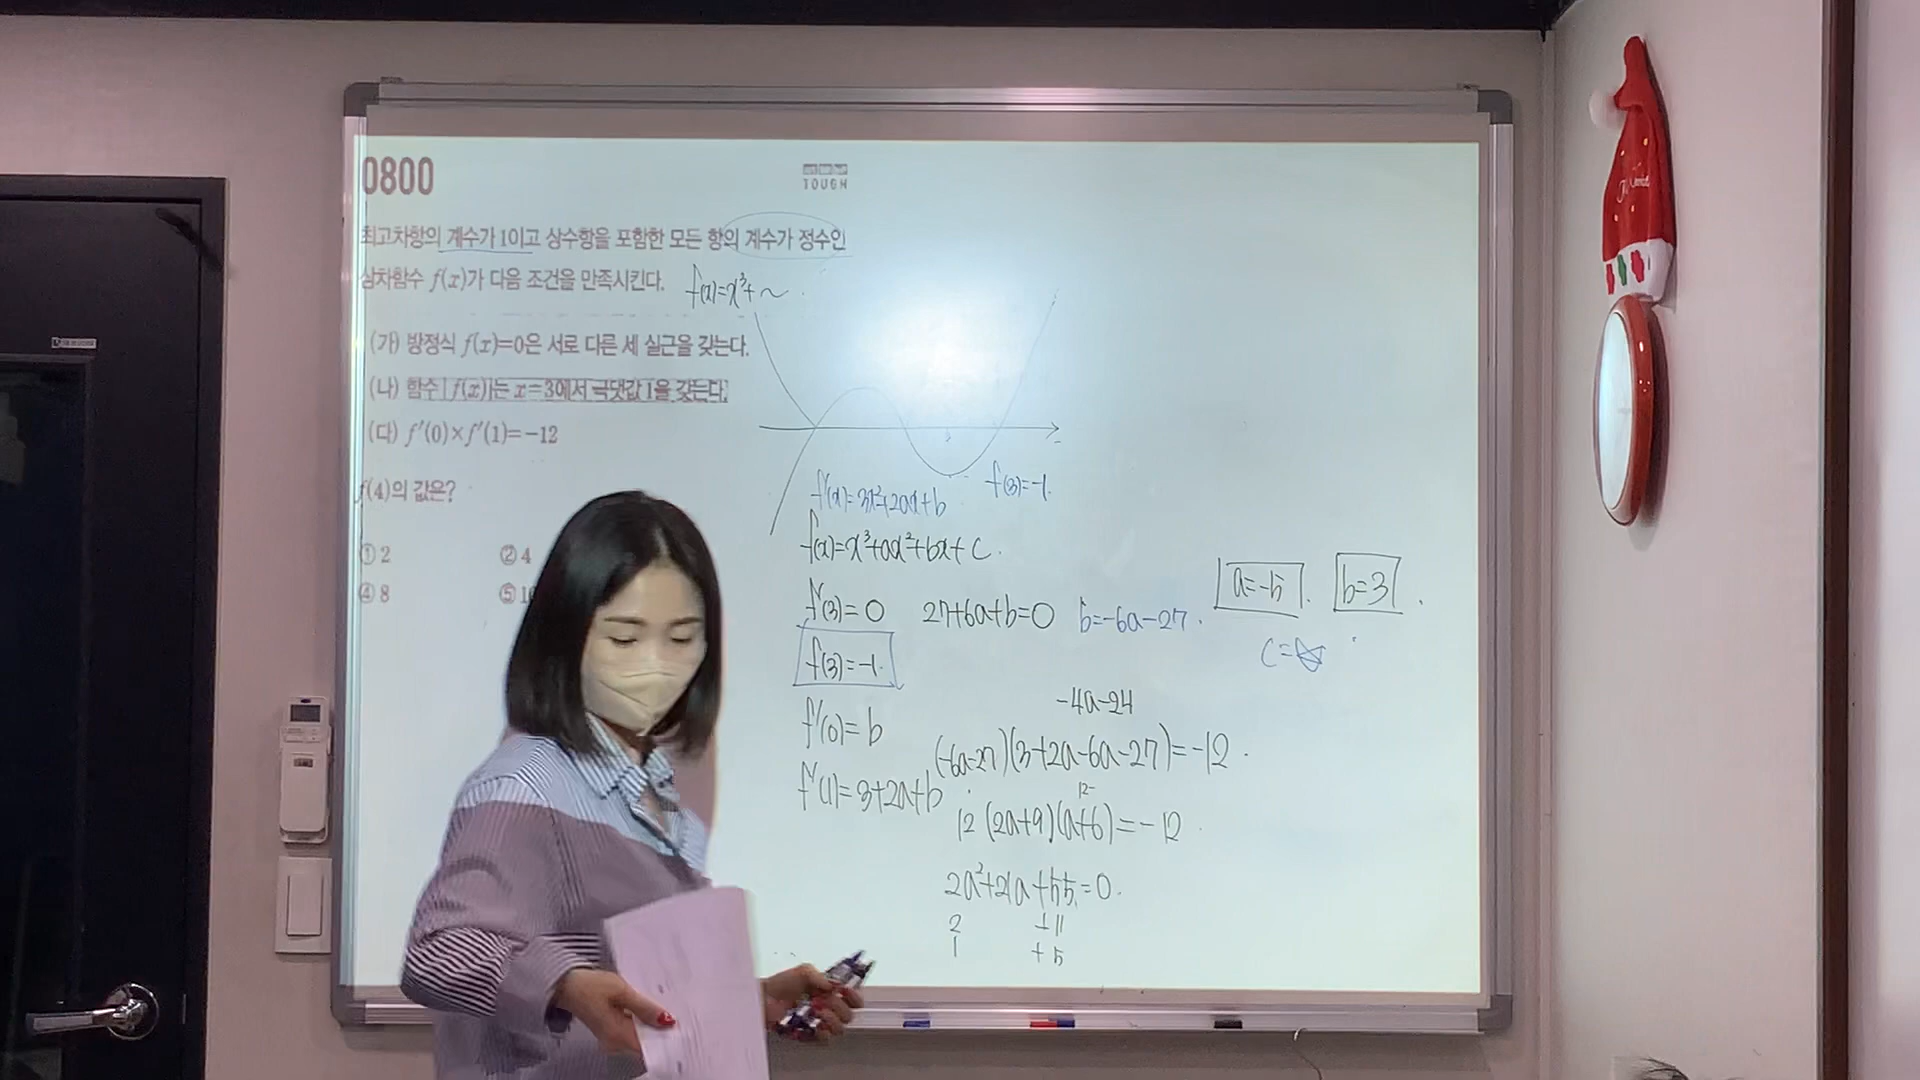 0800
TOUGH
최고차항의 계수가 1이고 상수항을 포함한 모든 항의 계수가 정수인
삼차함수 f(x)가 다음 조건을 만족시킨다.
f(x)=x³+~
(가) 방정식 f(x)=0은 서로 다른 세 실근을 갖는다.
(나) 함수 |f(x)|는 x=3에서 극댓값 1을 갖는다.
(다) f′(0)×f′(1)=-12
f(4)의 값은?
① 2
② 4
④ 8
⑤
3
f(3)=-1.
f′(x)=3x²+2ax+b
f(x)=x³+ax²+bx+c.
f′(3)=0 27+6a+b=0 b=-6a-27.
f(3)=-1.
f′(0)=b
f′(1)=3+2a+b
-4a-24
(-6a-27)(3+2a-6a-27)=-12.
12(2a+9)(a+6)=-12.
2a²+21a+55=0.
2 +11
1 +5
a=-5. b=3.
c=